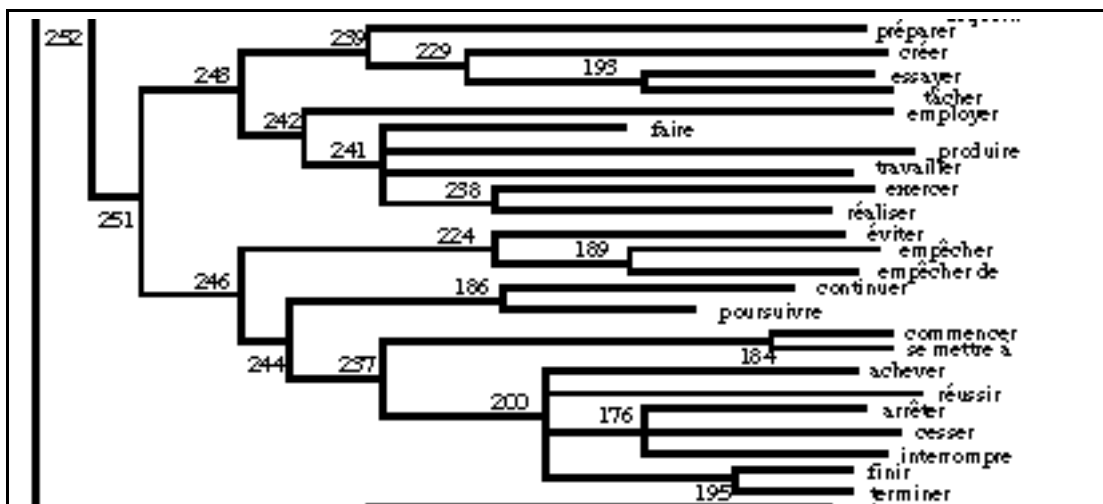 252
239
préparer
229
créer
193
essayer
248
tâcher
employer
242
faire
241
produire
travailler
238
exercer
réaliser
251
224
éviter
189
empêcher
246
empêcher de
186
continuer
poursuivre
commencer
184
se mettre à
244
237
achever
200
réussir
176
arrêter
cesser
interrompre
finir
195
terminer